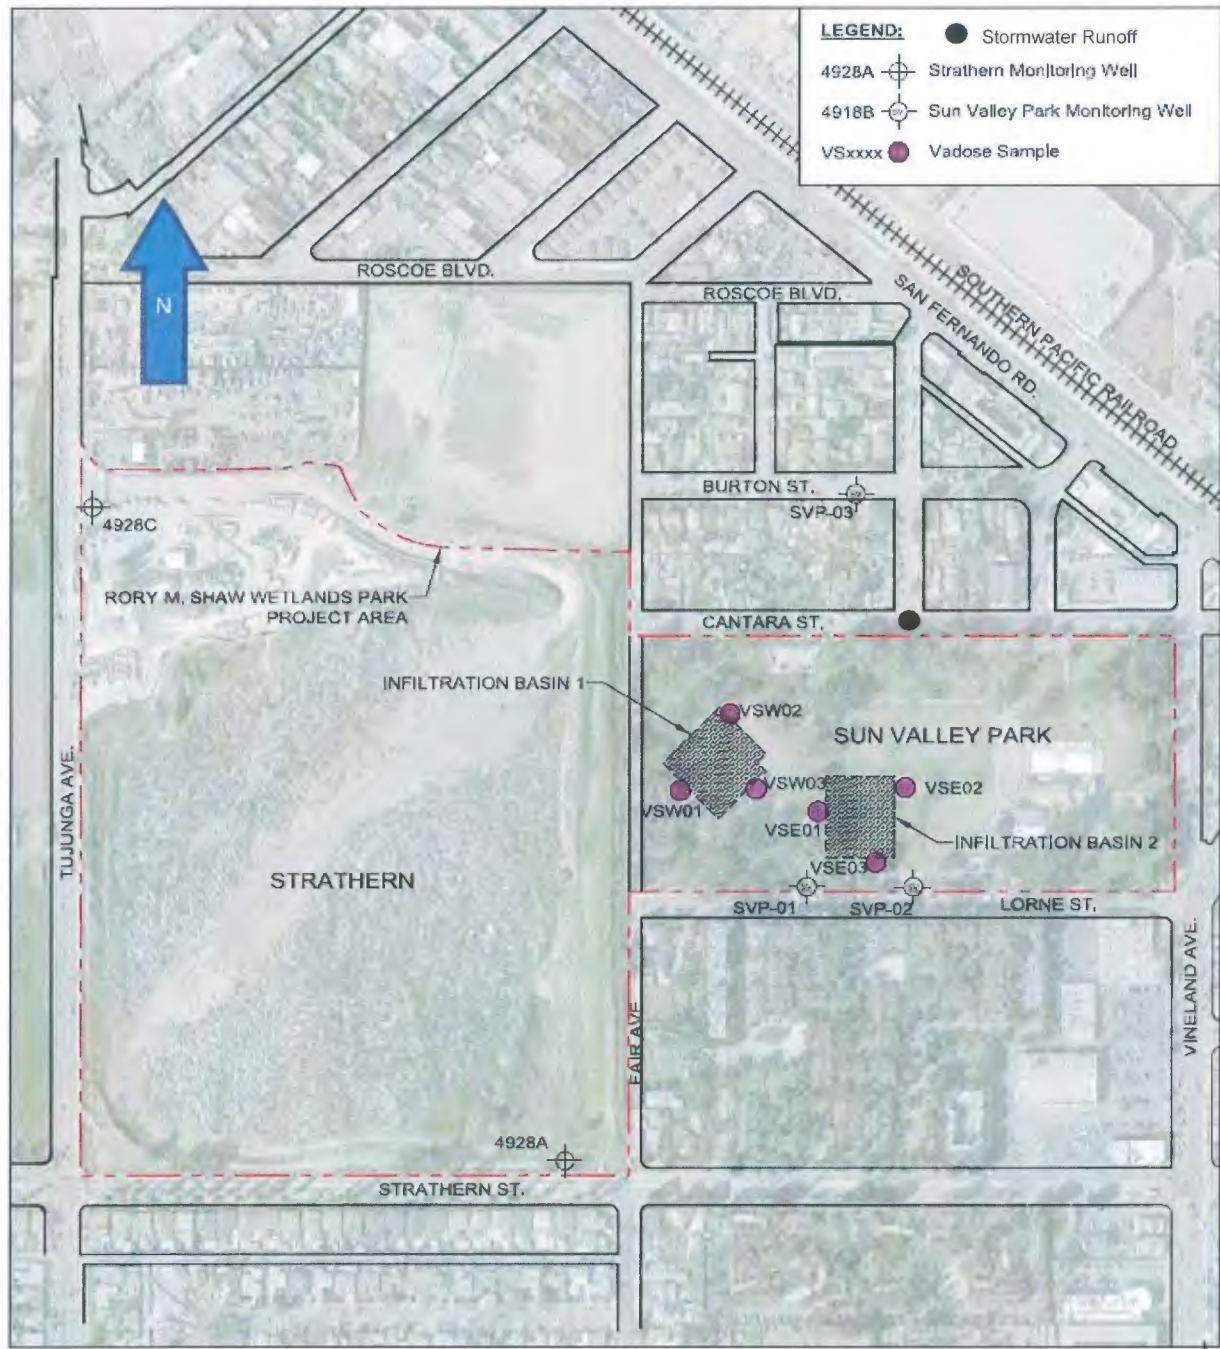 LEGEND:
Stormwater Runoff
4928A Strathern Monitoring Well
4918B Sun Valley Park Monitoring Well
VSxxxx Vadose Sample
N
ROSCOE BLVD.
ROSCOE BLVD.
SAN FERNANDO RD.
SOUTHERN PACIFIC RAILROAD
BURTON ST.
SVP-03
4928C
RORY M. SHAW WETLANDS PARK
PROJECT AREA
CANTARA ST.
INFILTRATION BASIN 1
VSW02
SUN VALLEY PARK
VSW01
VSW03
VSE02
VSE01
INFILTRATION BASIN 2
VSE03
TUJUNGA AVE.
STRATHERN
SVP-01
SVP-02
LORNE ST.
FAIR AVE
VINELAND AVE.
4928A
STRATHERN ST.